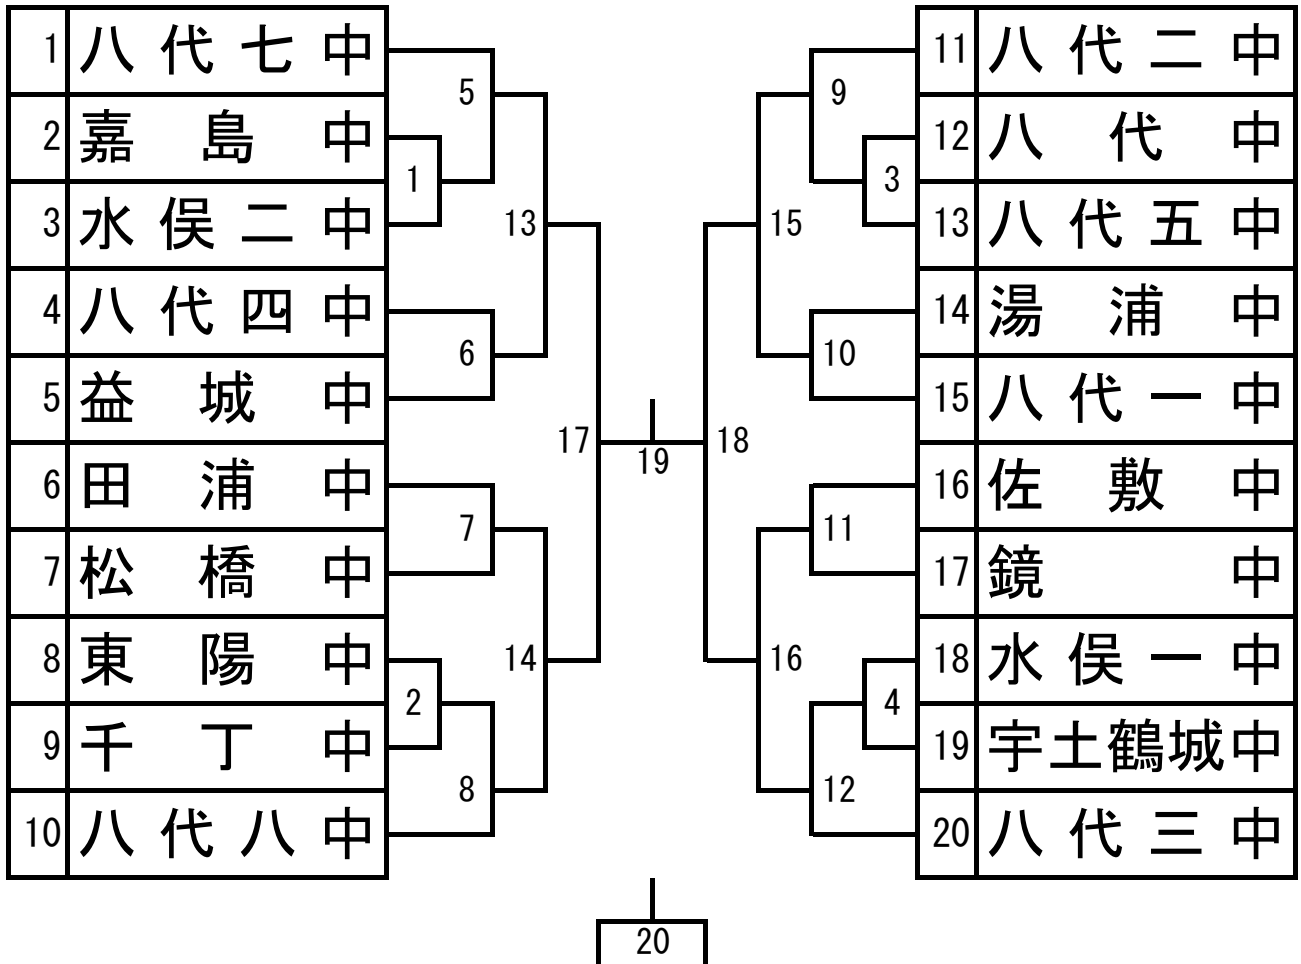 1 八代七中
2 嘉島中
3 水俣二中
4 八代四中
5 益城中
6 田浦中
7 松橋中
8 東陽中
9 千丁中
10 八代八中
5
1
13
6
17
7
14
2
8
19
20
9
3
15
10
18
11
16
4
12
11 八代二中
12 八代中
13 八代五中
14 湯浦中
15 八代一中
16 佐敷中
17 鏡中
18 水俣一中
19 宇土鶴城中
20 八代三中